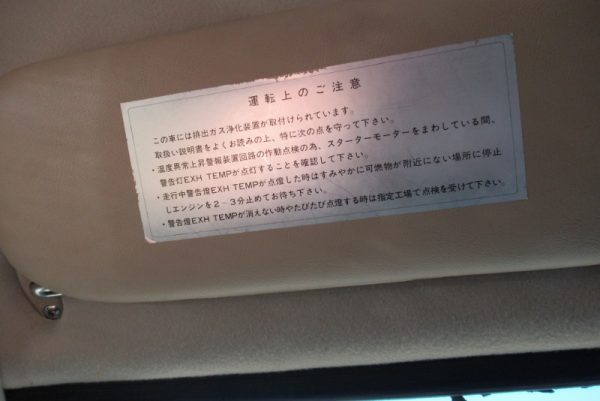 運転上のご注意
この車には排出ガス浄化装置が取付けられています。
取扱い説明書をよくお読みの上、特に次の点を守って下さい。
・温度異常上昇警報装置回路の作動点検の為、スターターモーターをまわしている間、
警告灯EXH TEMPが点灯することを確認して下さい。
・走行中警告燈EXH TEMPが点燈した時はすみやかに可燃物が附近にない場所に停止
しエンジンを2~3分止めてお待ち下さい。
・警告燈EXH TEMPが消えない時やたびたび点燈する時は指定工場で点検を受けて下さい。